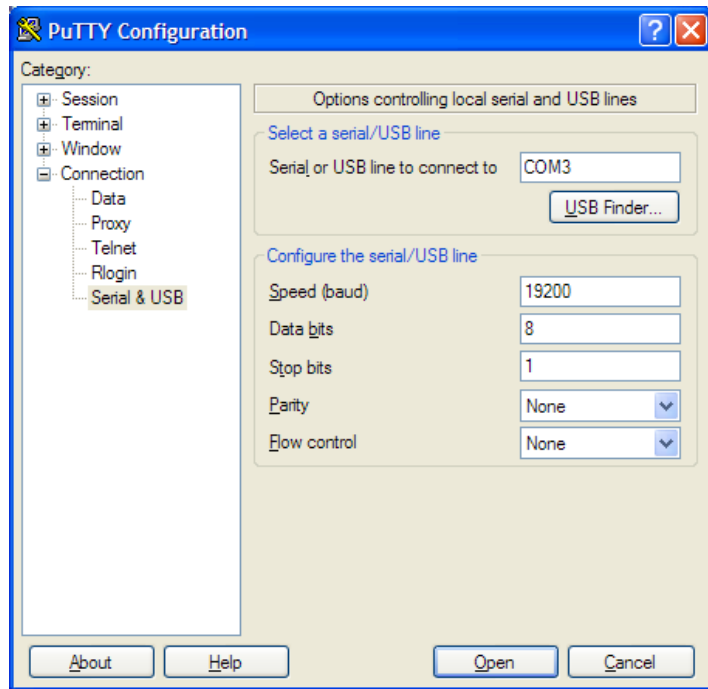 PuTTY Configuration
Category:
Session
Terminal
Window
Connection
Data
Proxy
Telnet
Rlogin
Serial & USB
Options controlling local serial and USB lines
Select a serial/USB line
Serial or USB line to connect to COM3
USB Finder...
Configure the serial/USB line
Speed (baud) 19200
Data bits 8
Stop bits 1
Parity None
Flow control None
About Help Open Cancel